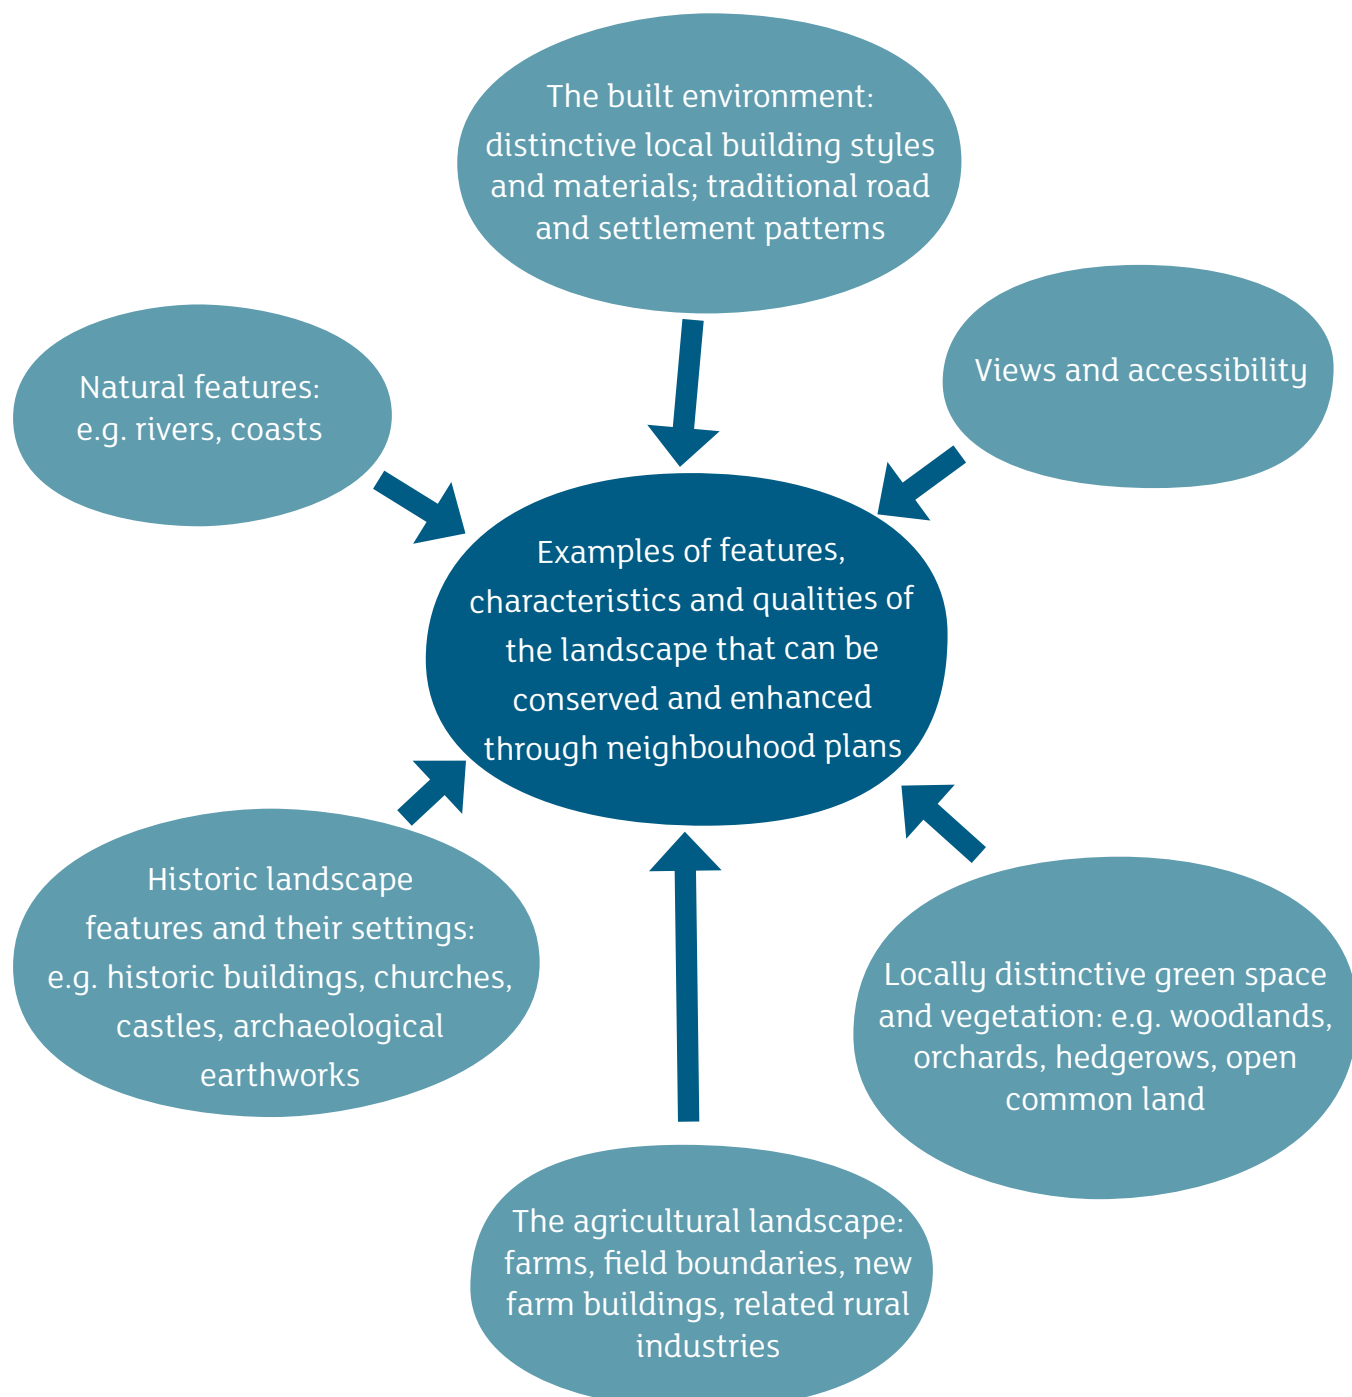 The built environment:
distinctive local building styles
and materials; traditional road
and settlement patterns
Views and accessibility
Natural features:
e.g. rivers, coasts
Examples of features,
characteristics and qualities of
the landscape that can be
conserved and enhanced
through neighbouhood plans
Historic landscape
features and their settings:
e.g. historic buildings, churches,
castles, archaeological
earthworks
Locally distinctive green space
and vegetation: e.g. woodlands,
orchards, hedgerows, open
common land
The agricultural landscape:
farms, field boundaries, new
farm buildings, related rural
industries